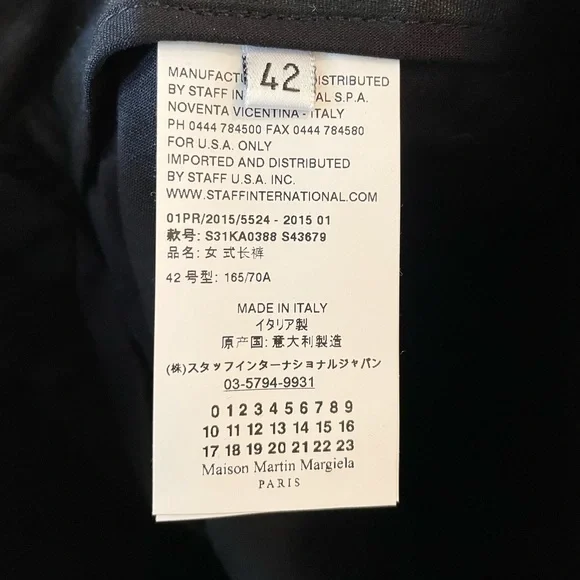 42
MANUFACTU DISTRIBUTED
BY STAFF IN AL S.P.A.
NOVENTA VICENTINA - ITALY
PH 0444 784500 FAX 0444 784580
FOR U.S.A. ONLY
IMPORTED AND DISTRIBUTED
BY STAFF U.S.A. INC.
WWW.STAFFINTERNATIONAL.COM
01PR/2015/5524 - 2015 01
款号: S31KA0388 S43679
品名: 女 式长裤
42 号型: 165/70A
MADE IN ITALY
イタリア製
原产国: 意大利製造
(株)スタッフインターナショナルジャパン
03-5794-9931
0 1 2 3 4 5 6 7 8 9
10 11 12 13 14 15 16
17 18 19 20 21 22 23
Maison Martin Margiela
PARIS